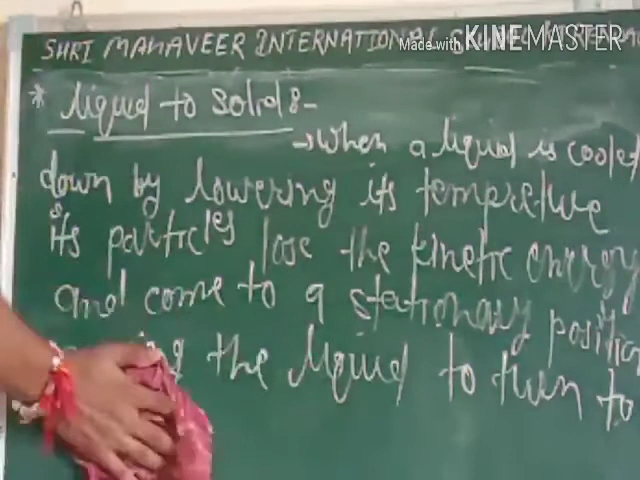 SHRI MAHAVEER INTERNATIONAL
Made with KINEMASTER
* liquid to solid :-
→ When a liquid is cooled
down by lowering its tempreture
& its particles lose the kinetic energy
and come to a stationary position
the liquid to turn to